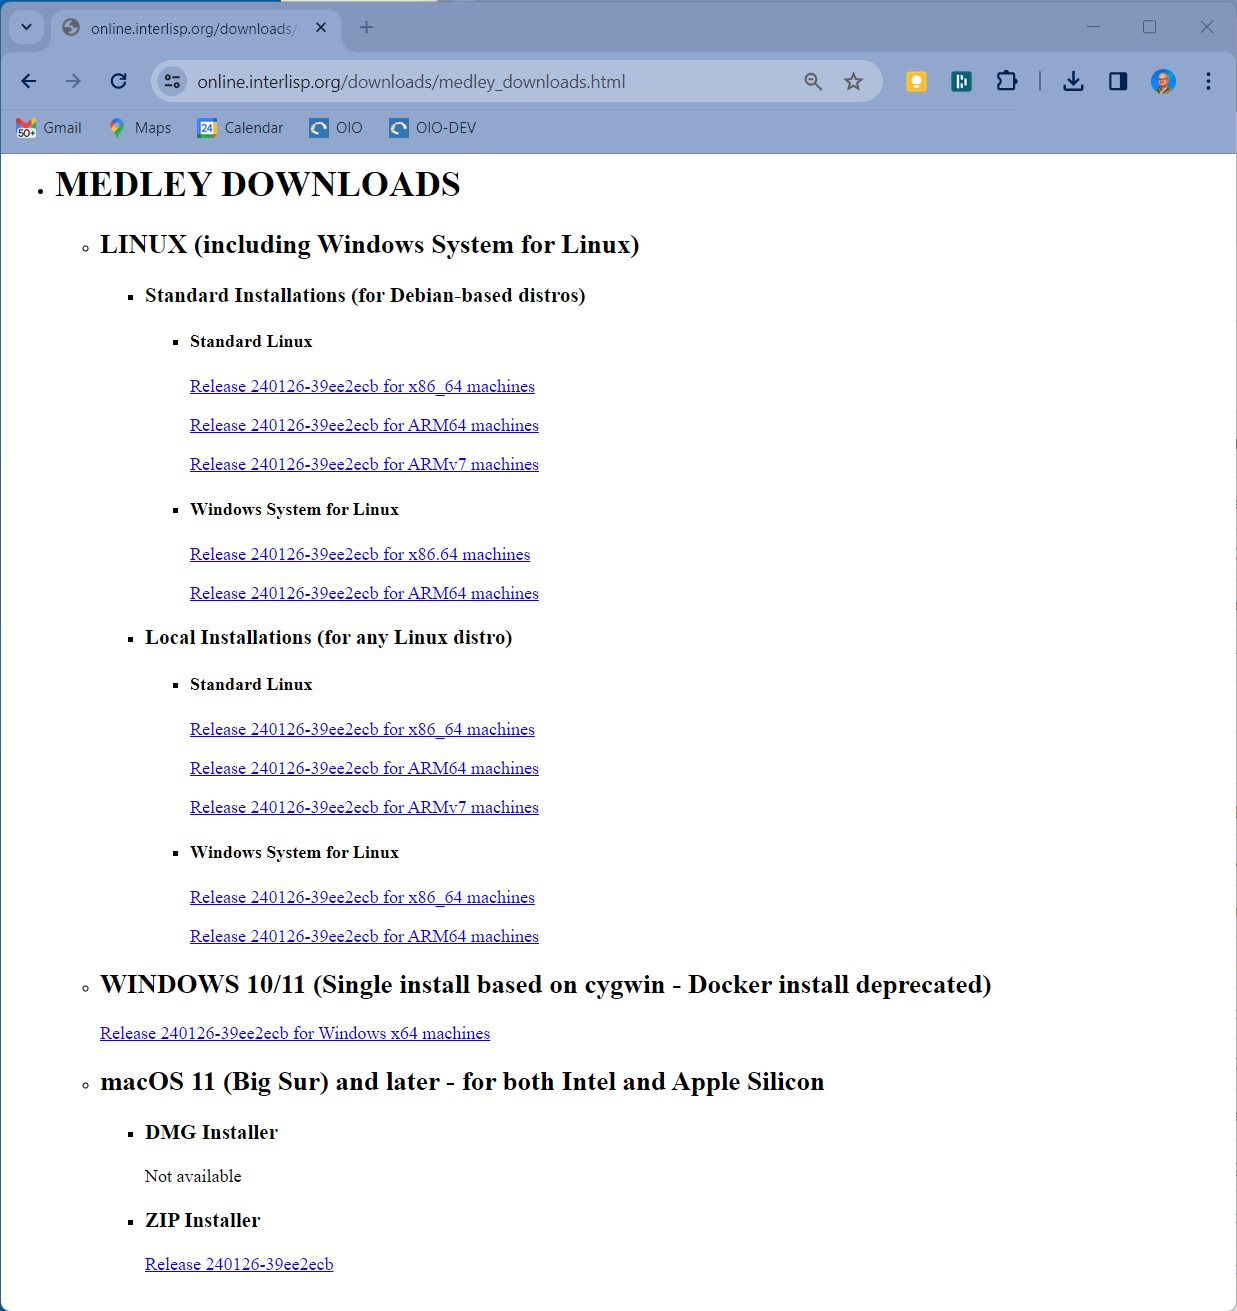 online.interlisp.org/downloads/
online.interlisp.org/downloads/medley_downloads.html
50+ Gmail Maps 24 Calendar OIO OIO-DEV
MEDLEY DOWNLOADS
LINUX (including Windows System for Linux)
Standard Installations (for Debian-based distros)
Standard Linux
Release 240126-39ee2ecb for x86_64 machines
Release 240126-39ee2ecb for ARM64 machines
Release 240126-39ee2ecb for ARMv7 machines
Windows System for Linux
Release 240126-39ee2ecb for x86.64 machines
Release 240126-39ee2ecb for ARM64 machines
Local Installations (for any Linux distro)
Standard Linux
Release 240126-39ee2ecb for x86_64 machines
Release 240126-39ee2ecb for ARM64 machines
Release 240126-39ee2ecb for ARMv7 machines
Windows System for Linux
Release 240126-39ee2ecb for x86_64 machines
Release 240126-39ee2ecb for ARM64 machines
WINDOWS 10/11 (Single install based on cygwin - Docker install deprecated)
Release 240126-39ee2ecb for Windows x64 machines
macOS 11 (Big Sur) and later - for both Intel and Apple Silicon
DMG Installer
Not available
ZIP Installer
Release 240126-39ee2ecb